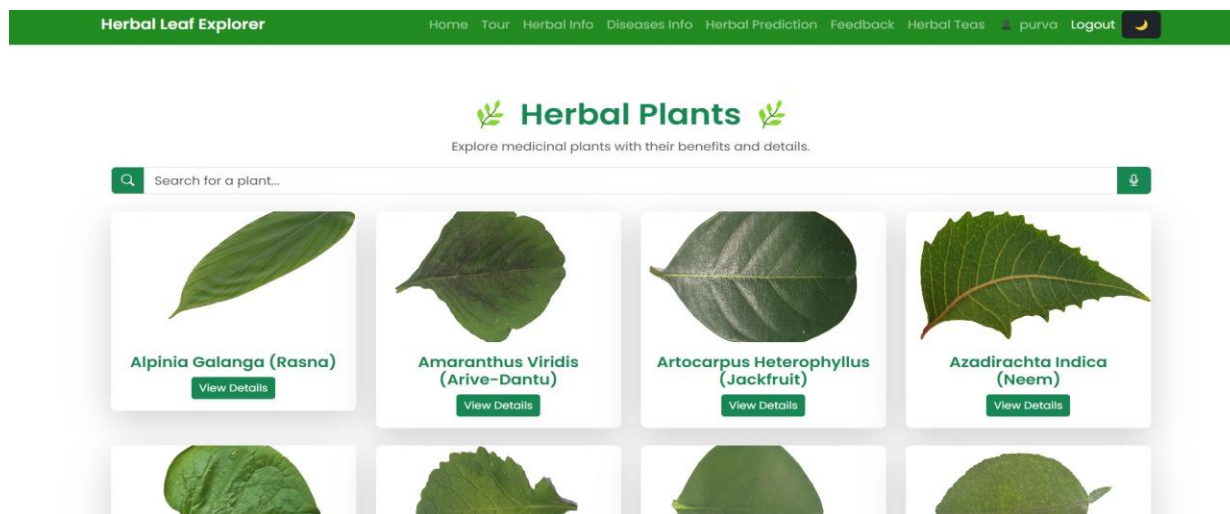 Herbal Leaf Explorer Home Tour Herbal Info Diseases Info Herbal Prediction Feedback Herbal Teas purva Logout
Herbal Plants
Explore medicinal plants with their benefits and details.
Search for a plant...
Alpinia Galanga (Rasna)
View Details
Amaranthus Viridis
(Arive-Dantu)
View Details
Artocarpus Heterophyllus
(Jackfruit)
View Details
Azadirachta Indica
(Neem)
View Details